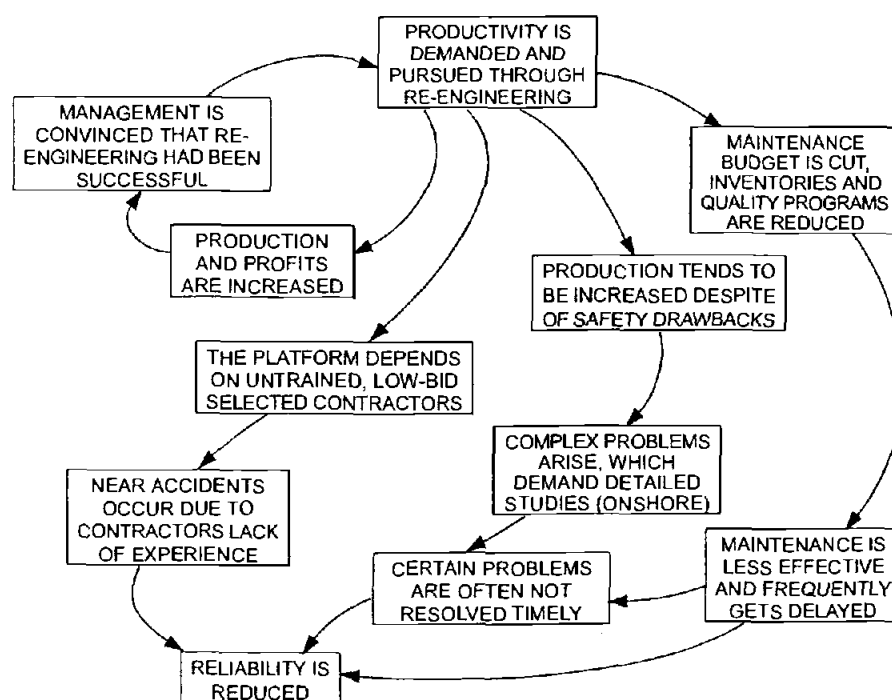 PRODUCTIVITY IS
DEMANDED AND
PURSUED THROUGH
RE-ENGINEERING
MANAGEMENT IS
CONVINCED THAT RE-
ENGINEERING HAD BEEN
SUCCESSFUL
MAINTENANCE
BUDGET IS CUT,
INVENTORIES AND
QUALITY PROGRAMS
ARE REDUCED
PRODUCTION
AND PROFITS
ARE INCREASED
PRODUCTION TENDS TO
BE INCREASED DESPITE
OF SAFETY DRAWBACKS
THE PLATFORM DEPENDS
ON UNTRAINED, LOW-BID
SELECTED CONTRACTORS
COMPLEX PROBLEMS
ARISE, WHICH
DEMAND DETAILED
STUDIES (ONSHORE)
NEAR ACCIDENTS
OCCUR DUE TO
CONTRACTORS LACK
OF EXPERIENCE
MAINTENANCE IS
LESS EFFECTIVE
AND FREQUENTLY
GETS DELAYED
CERTAIN PROBLEMS
ARE OFTEN NOT
RESOLVED TIMELY
RELIABILITY IS
REDUCED